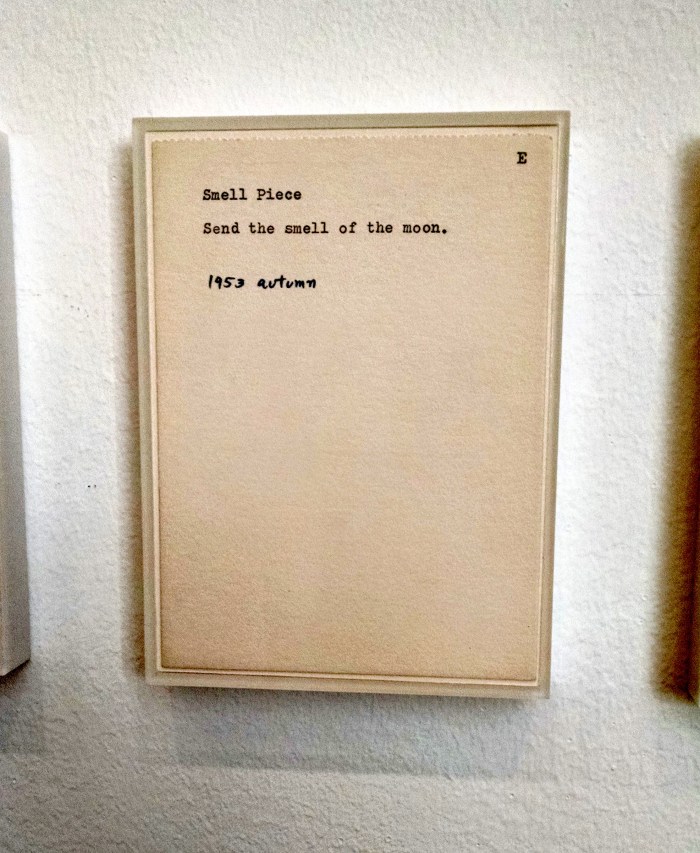 E
Smell Piece
Send the smell of the moon.
1953 autumn